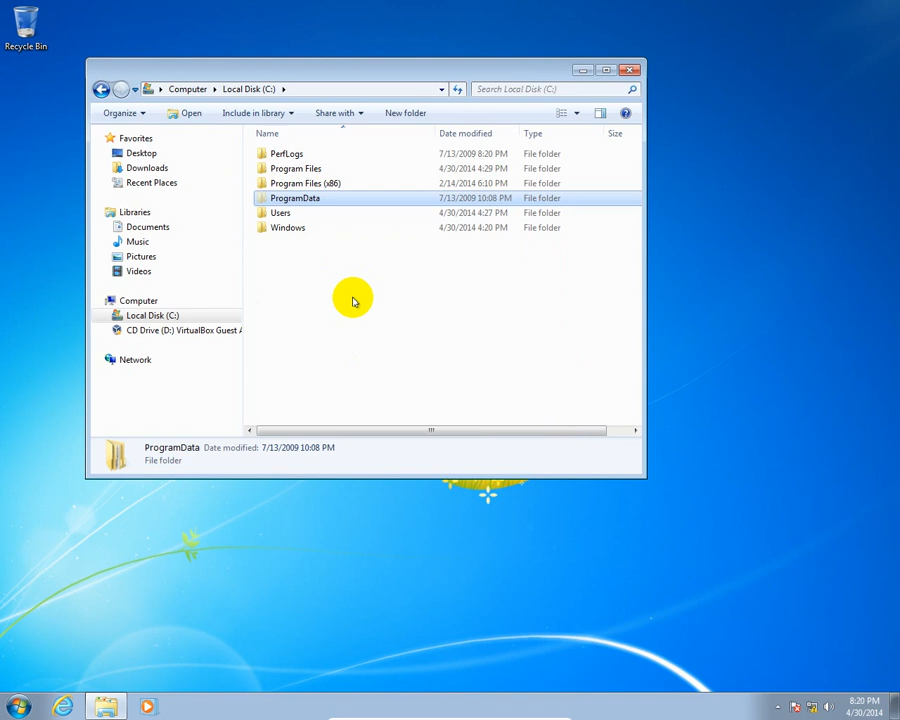 Recycle Bin
Computer Local Disk (C:)
Search Local Disk (C:)
Organize Open Include in library Share with New folder
Name Date modified Type Size
Favorites
Desktop
Downloads
Recent Places
Libraries
Documents
Music
Pictures
Videos
Computer
Local Disk (C:)
CD Drive (D:) VirtualBox Guest A
Network
PerfLogs 7/13/2009 8:20 PM File folder
Program Files 4/30/2014 4:29 PM File folder
Program Files (x86) 2/14/2014 6:10 PM File folder
ProgramData 7/13/2009 10:08 PM File folder
Users 4/30/2014 4:27 PM File folder
Windows 4/30/2014 4:20 PM File folder
ProgramData Date modified: 7/13/2009 10:08 PM
File folder
8:20 PM
4/30/2014